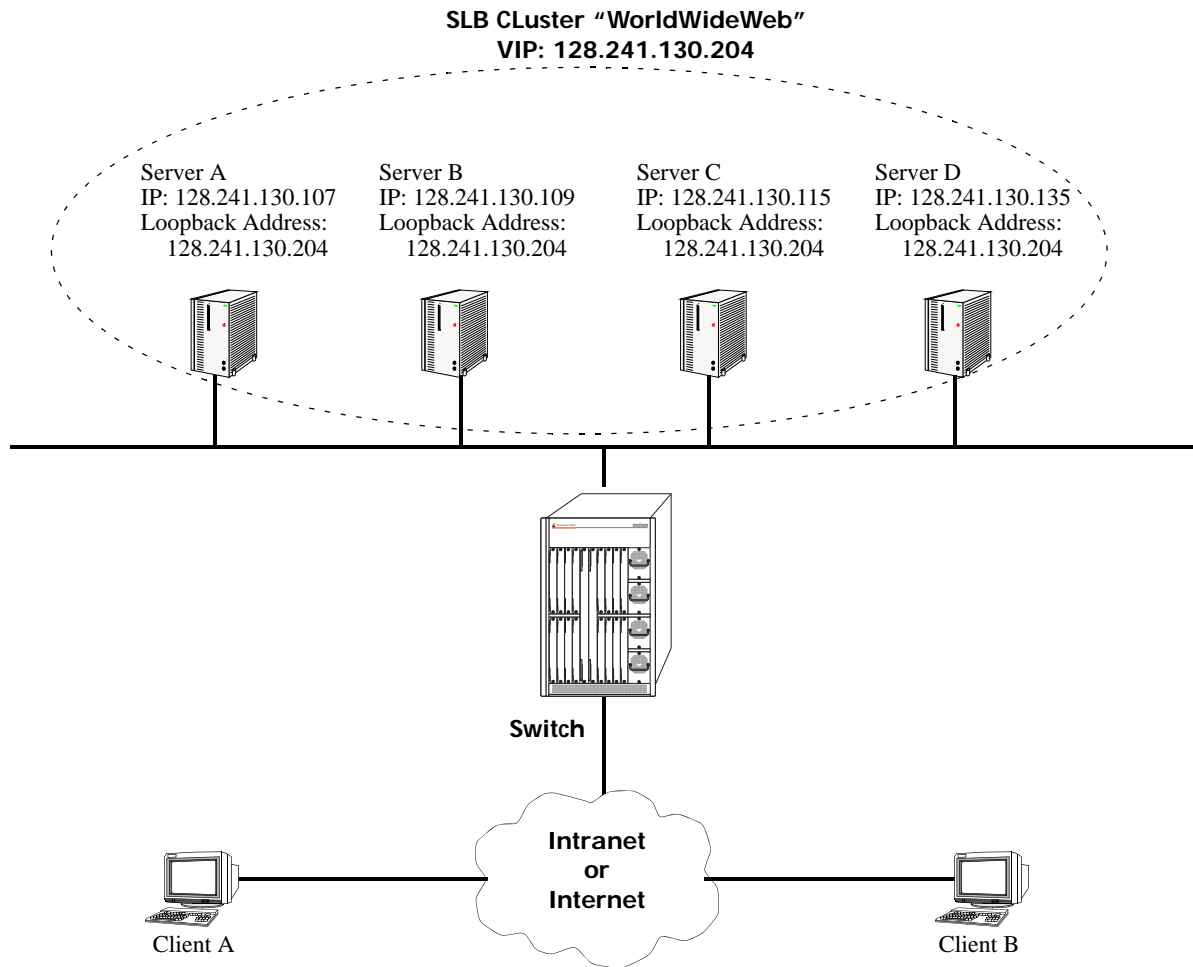 SLB CLuster “WorldWideWeb”
VIP: 128.241.130.204
Server A
IP: 128.241.130.107
Loopback Address:
128.241.130.204
Server B
IP: 128.241.130.109
Loopback Address:
128.241.130.204
Server C
IP: 128.241.130.115
Loopback Address:
128.241.130.204
Server D
IP: 128.241.130.135
Loopback Address:
128.241.130.204
Switch
Intranet
or
Internet
Client A
Client B